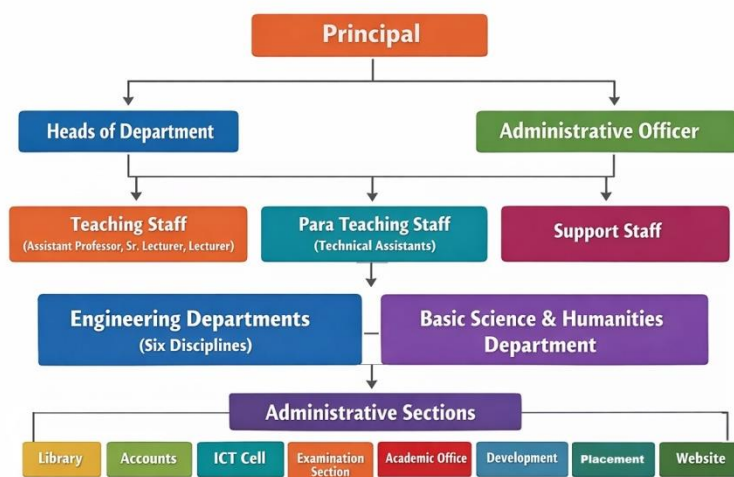 Principal
Heads of Department
Administrative Officer
Teaching Staff
(Assistant Professor, Sr. Lecturer, Lecturer)
Para Teaching Staff
(Technical Assistants)
Support Staff
Engineering Departments
(Six Disciplines)
Basic Science & Humanities
Department
Administrative Sections
Library
Accounts
ICT Cell
Examination
Section
Academic Office
Development
Placement
Website